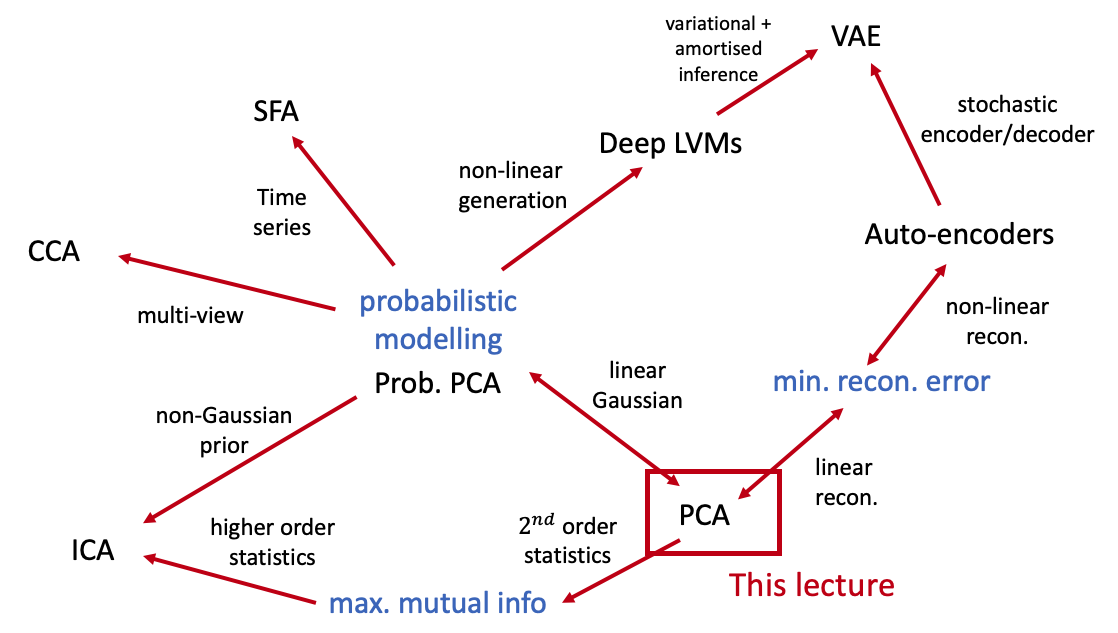 variational +
amortised
inference
VAE
SFA
stochastic
encoder/decoder
Deep LVMs
non-linear
generation
Time
series
Auto-encoders
CCA
multi-view
probabilistic
modelling
Prob. PCA
non-linear
recon.
linear
Gaussian
min. recon. error
non-Gaussian
prior
linear
recon.
PCA
higher order
statistics
2nd order
statistics
ICA
This lecture
max. mutual info